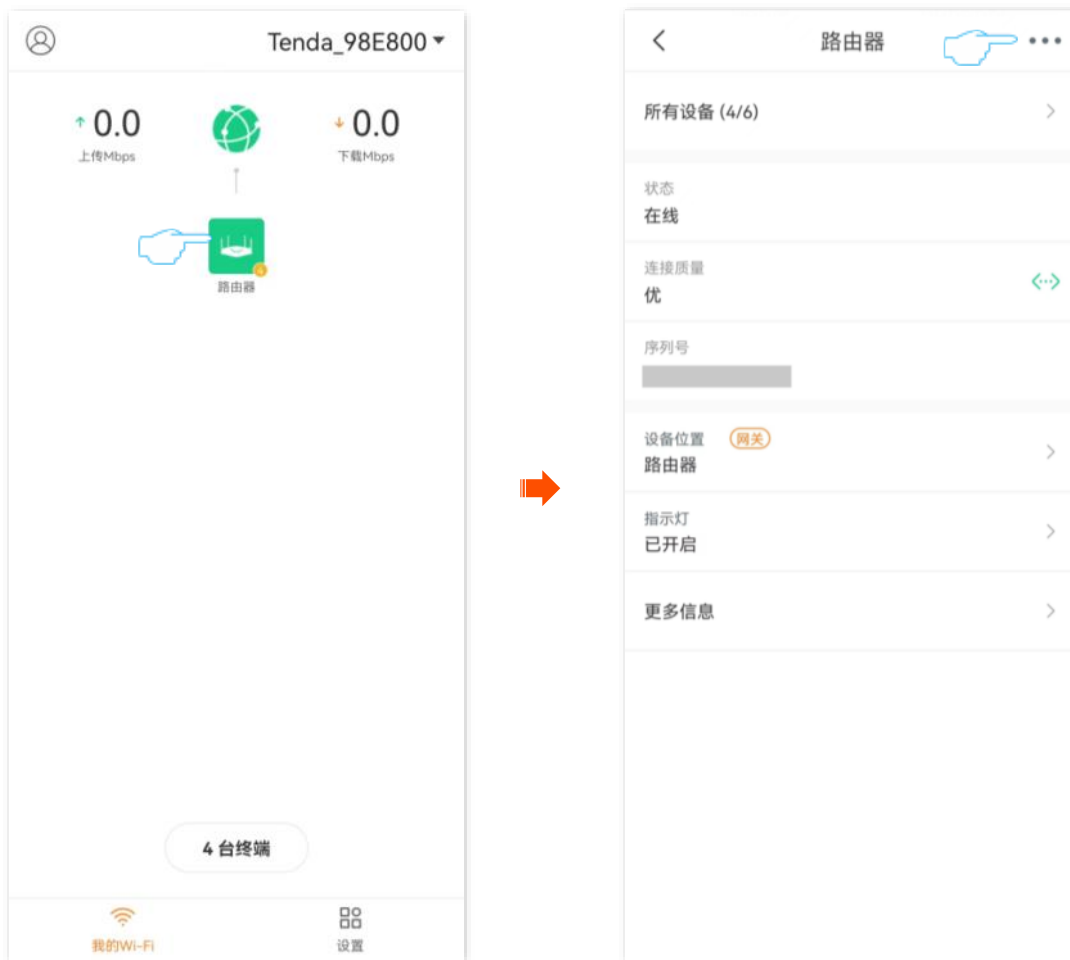 Tenda_98E800
0.0
上传Mbps
0.0
下载Mbps
4
路由器
4 台终端
我的Wi-Fi
设置
路由器
所有设备 (4/6)
状态
在线
连接质量
优
序列号
设备位置 网关
路由器
指示灯
已开启
更多信息